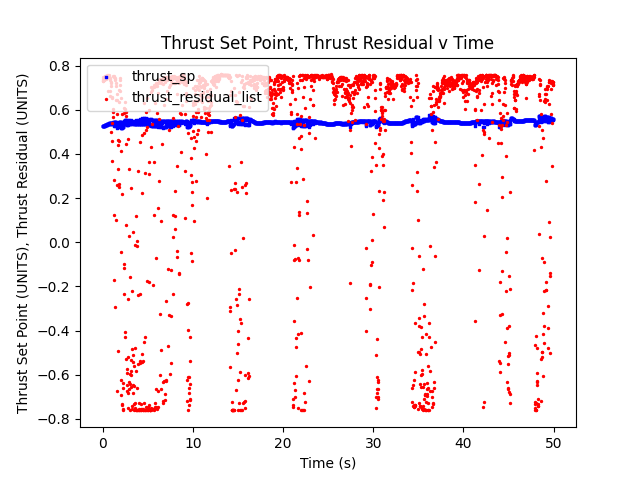 Thrust Set Point, Thrust Residual v Time
thrust_sp
thrust_residual_list
Thrust Set Point (UNITS), Thrust Residual (UNITS)
0.8
0.6
0.4
0.2
0.0
−0.2
−0.4
−0.6
−0.8
0 10 20 30 40 50
Time (s)